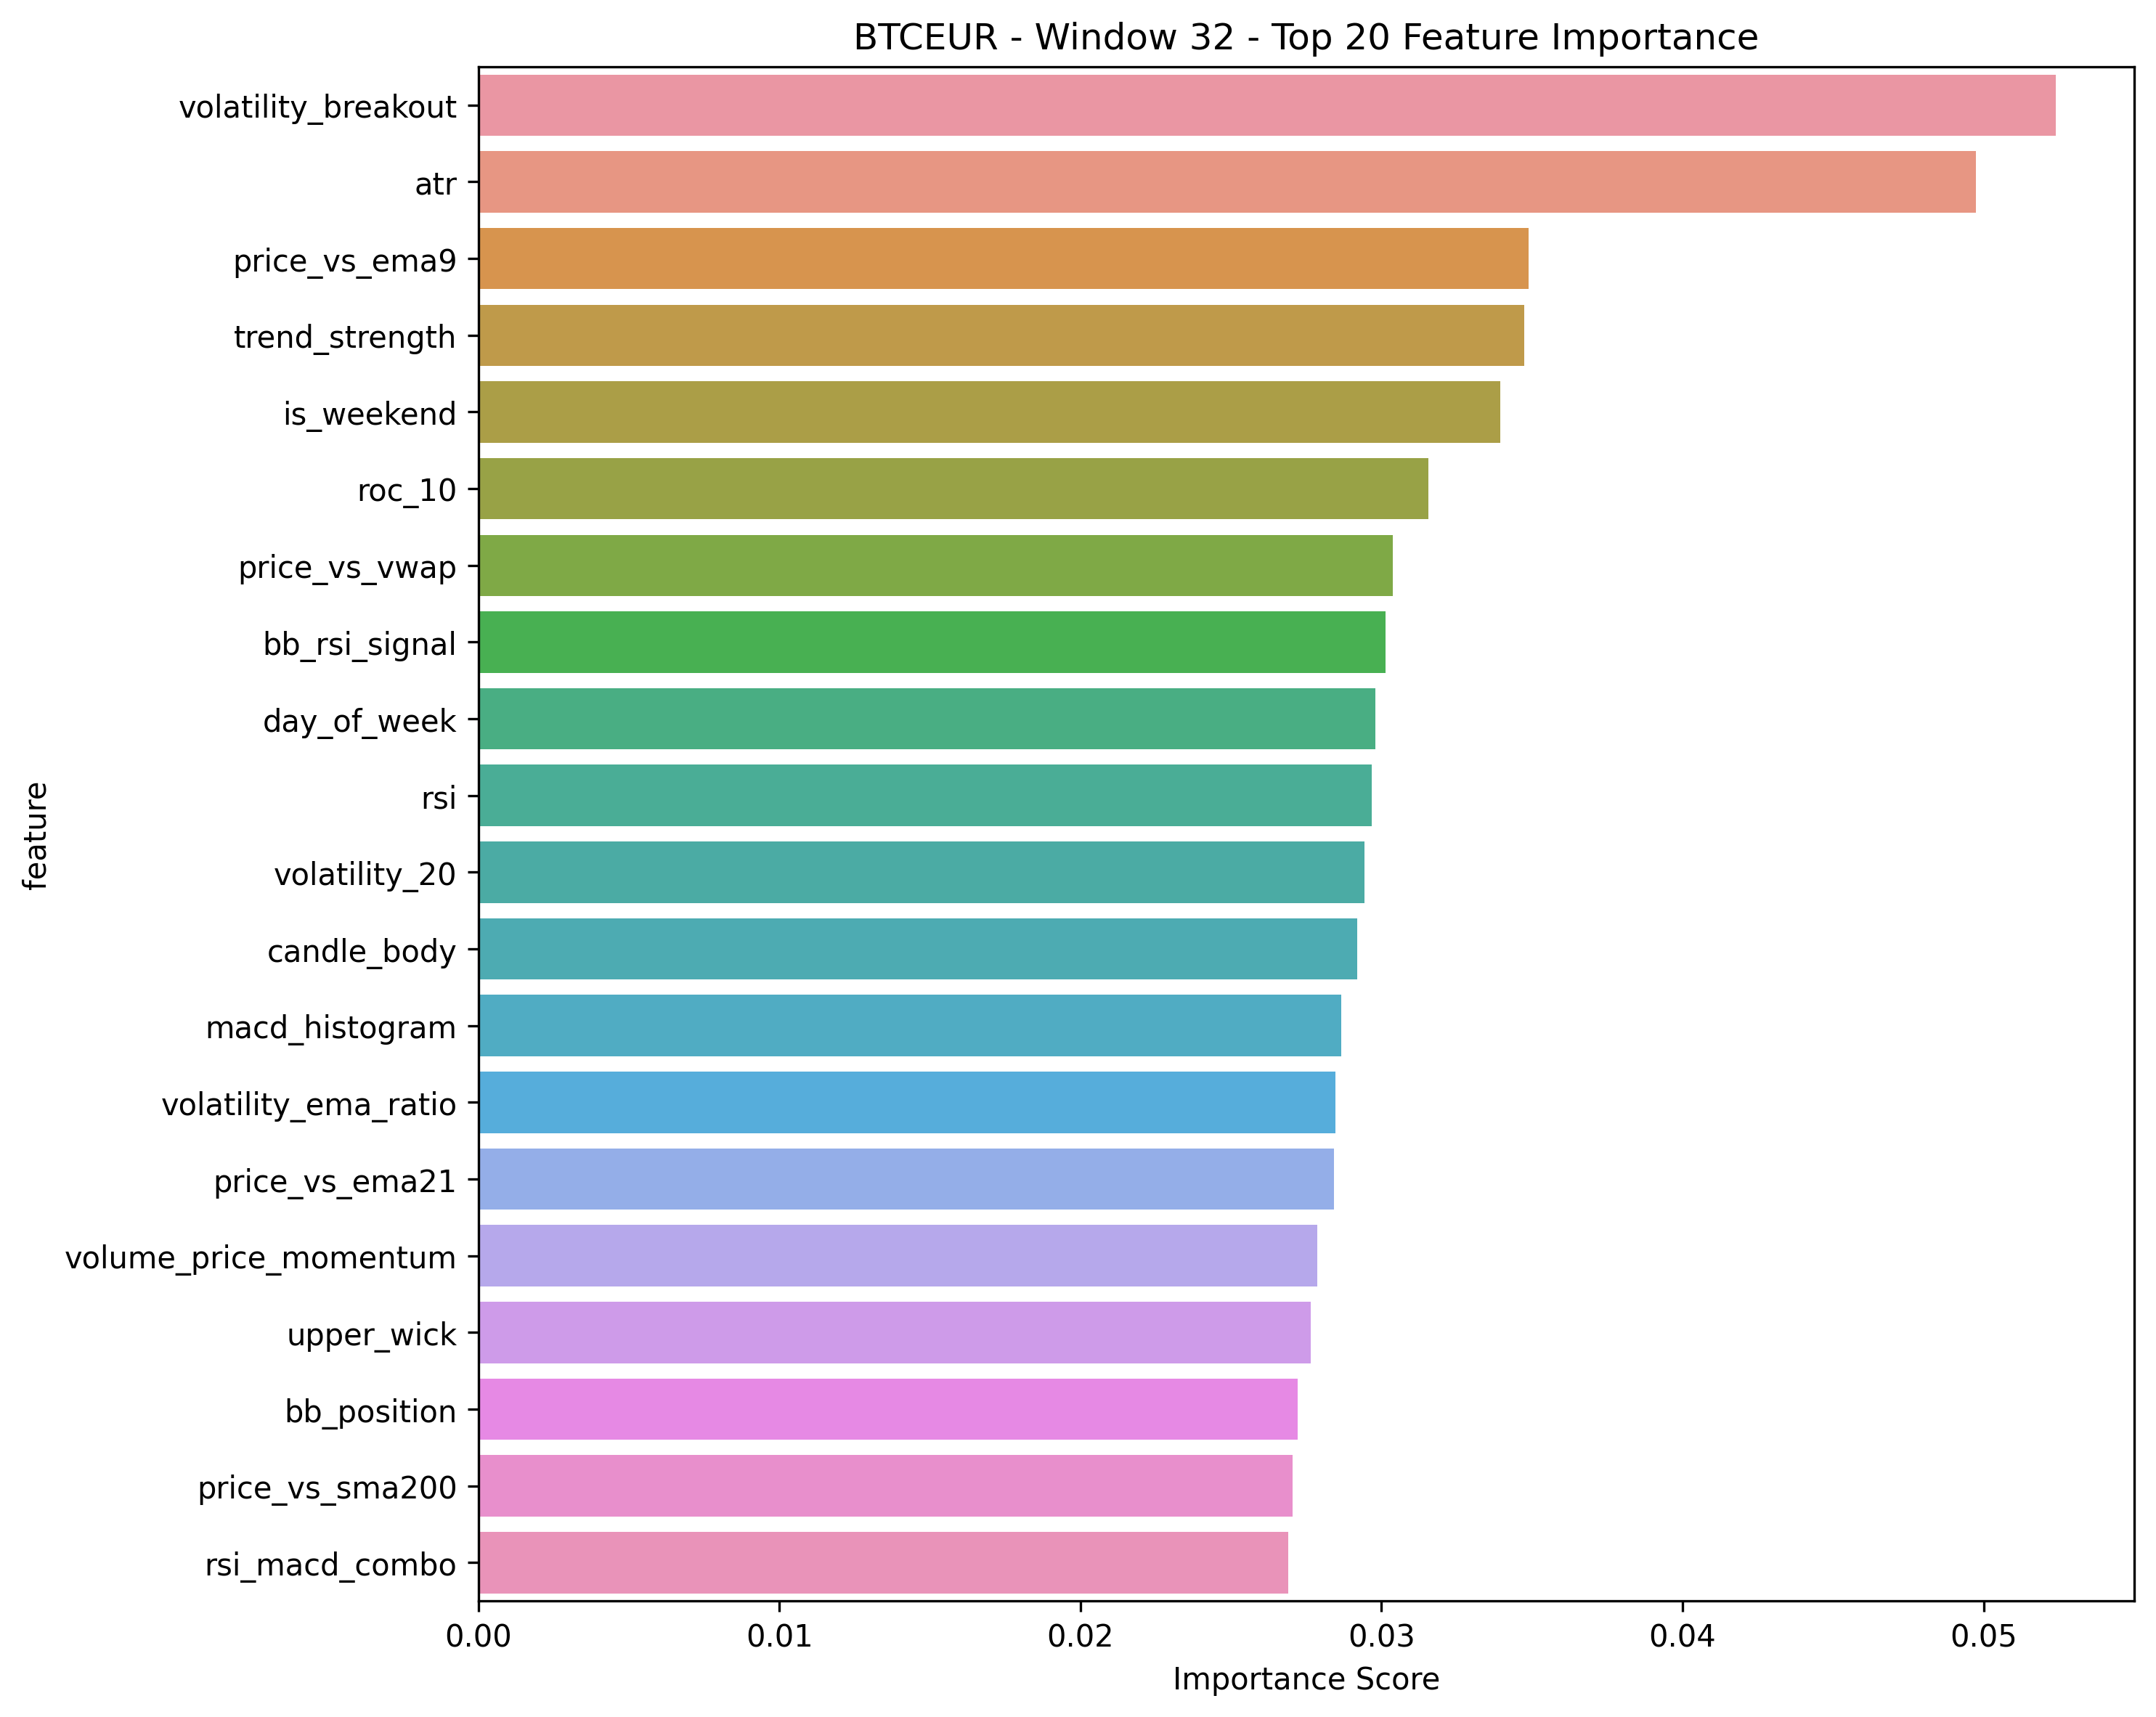 BTCEUR - Window 32 - Top 20 Feature Importance
volatility_breakout
atr
price_vs_ema9
trend_strength
is_weekend
roc_10
price_vs_vwap
bb_rsi_signal
day_of_week
rsi
volatility_20
candle_body
macd_histogram
volatility_ema_ratio
price_vs_ema21
volume_price_momentum
upper_wick
bb_position
price_vs_sma200
rsi_macd_combo
feature
0.00 0.01 0.02 0.03 0.04 0.05
Importance Score